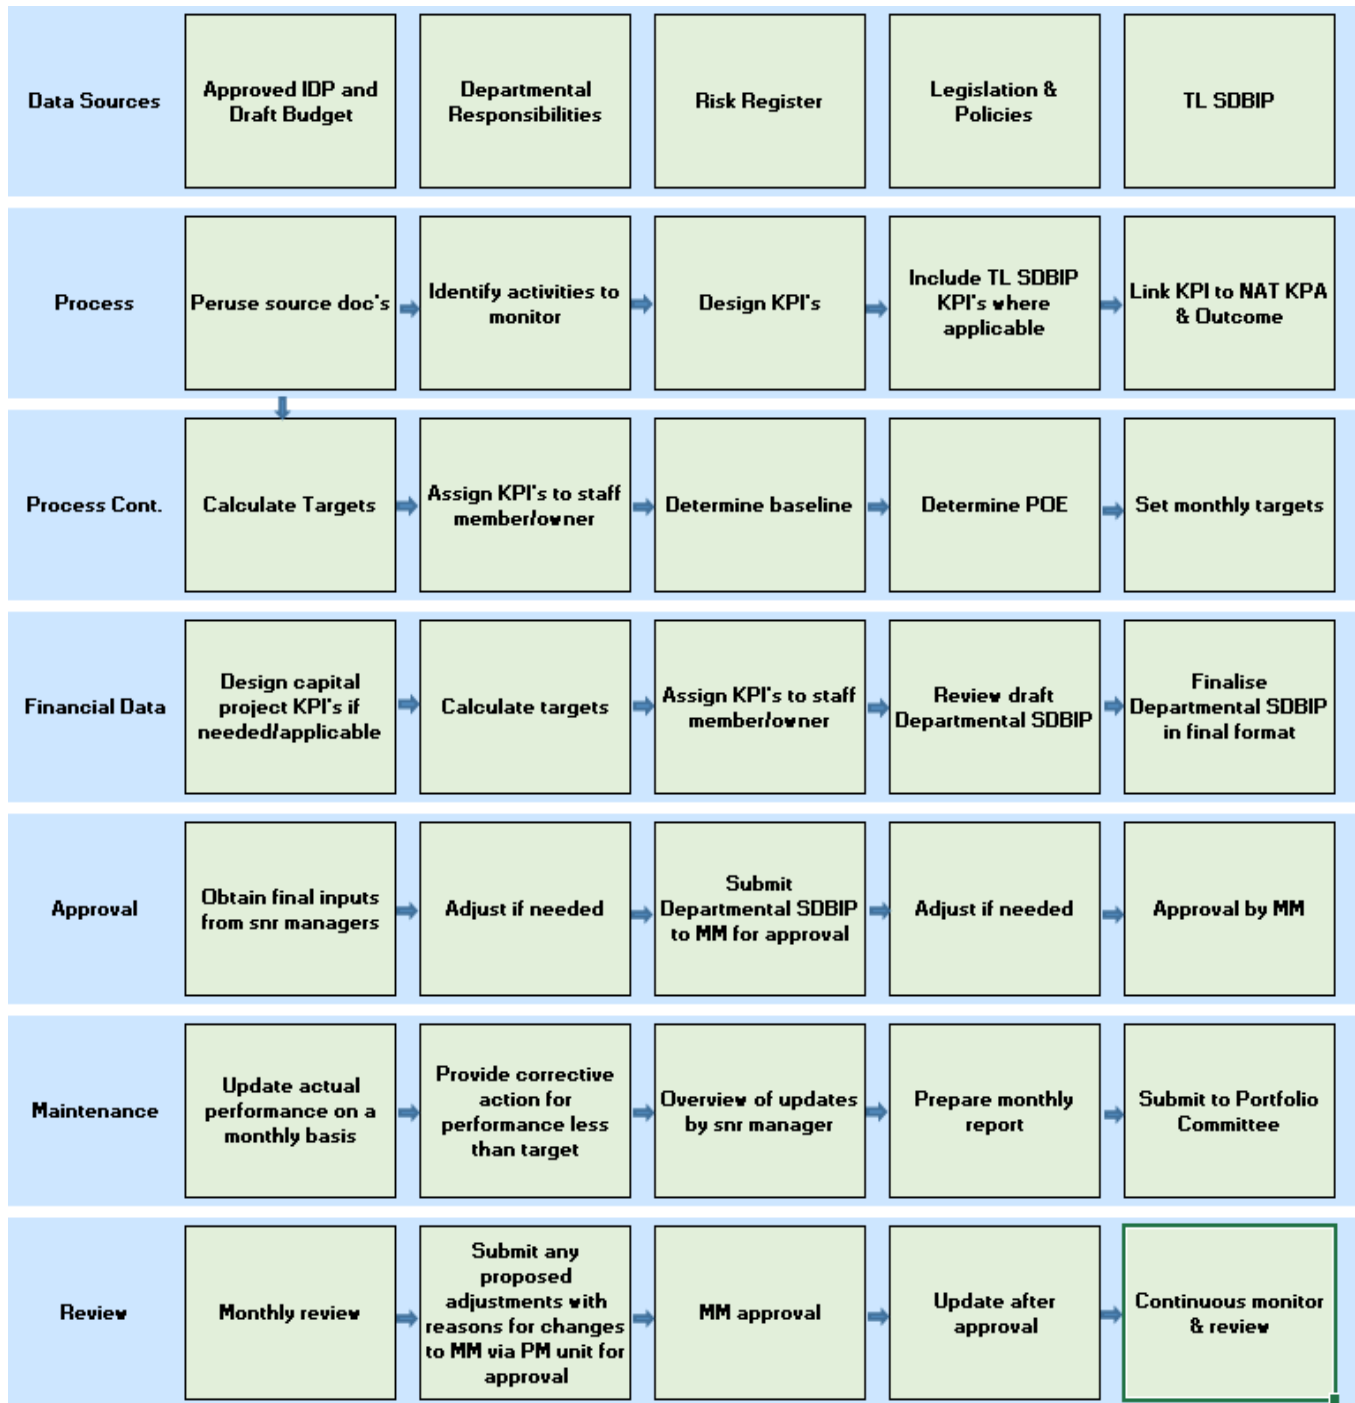 Data Sources
Approved IDP and
Draft Budget
Departmental
Responsibilities
Risk Register
Legislation &
Policies
TL SDBIP
Process
Peruse source doc's
Identify activities to
monitor
Design KPI's
Include TL SDBIP
KPI's where
applicable
Link KPI to NAT KPA
& Outcome
Process Cont.
Calculate Targets
Assign KPI's to staff
member/owner
Determine baseline
Determine POE
Set monthly targets
Financial Data
Design capital
project KPI's if
needed/applicable
Calculate targets
Assign KPI's to staff
member/owner
Review draft
Departmental SDBIP
Finalise
Departmental SDBIP
in final format
Approval
Obtain final inputs
from snr managers
Adjust if needed
Submit
Departmental SDBIP
to MM for approval
Adjust if needed
Approval by MM
Maintenance
Update actual
performance on a
monthly basis
Provide corrective
action for
performance less
than target
Overview of updates
by snr manager
Prepare monthly
report
Submit to Portfolio
Committee
Review
Monthly review
Submit any
proposed
adjustments with
reasons for changes
to MM via PM unit for
approval
MM approval
Update after
approval
Continuous monitor
& review